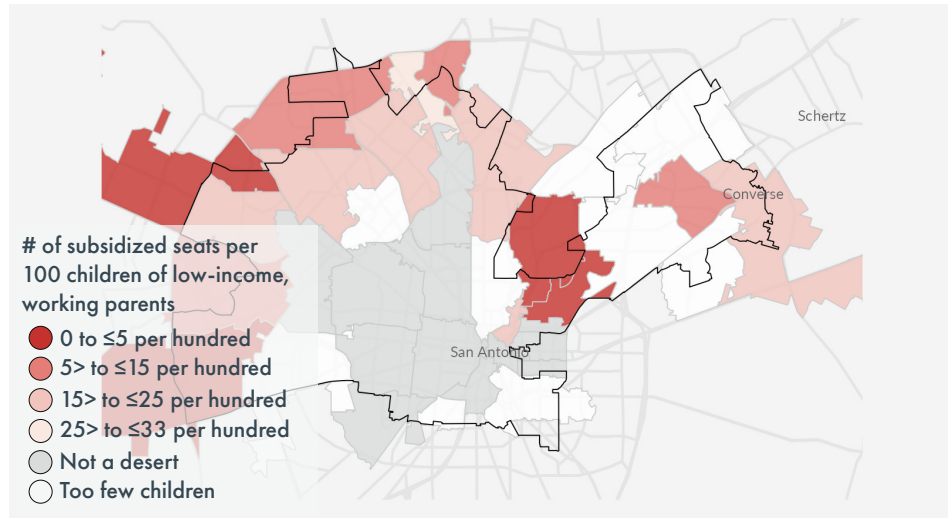 Schertz
Converse
# of subsidized seats per
100 children of low-income,
working parents
0 to ≤5 per hundred
5> to ≤15 per hundred
15> to ≤25 per hundred
25> to ≤33 per hundred
Not a desert
Too few children
San Antonio